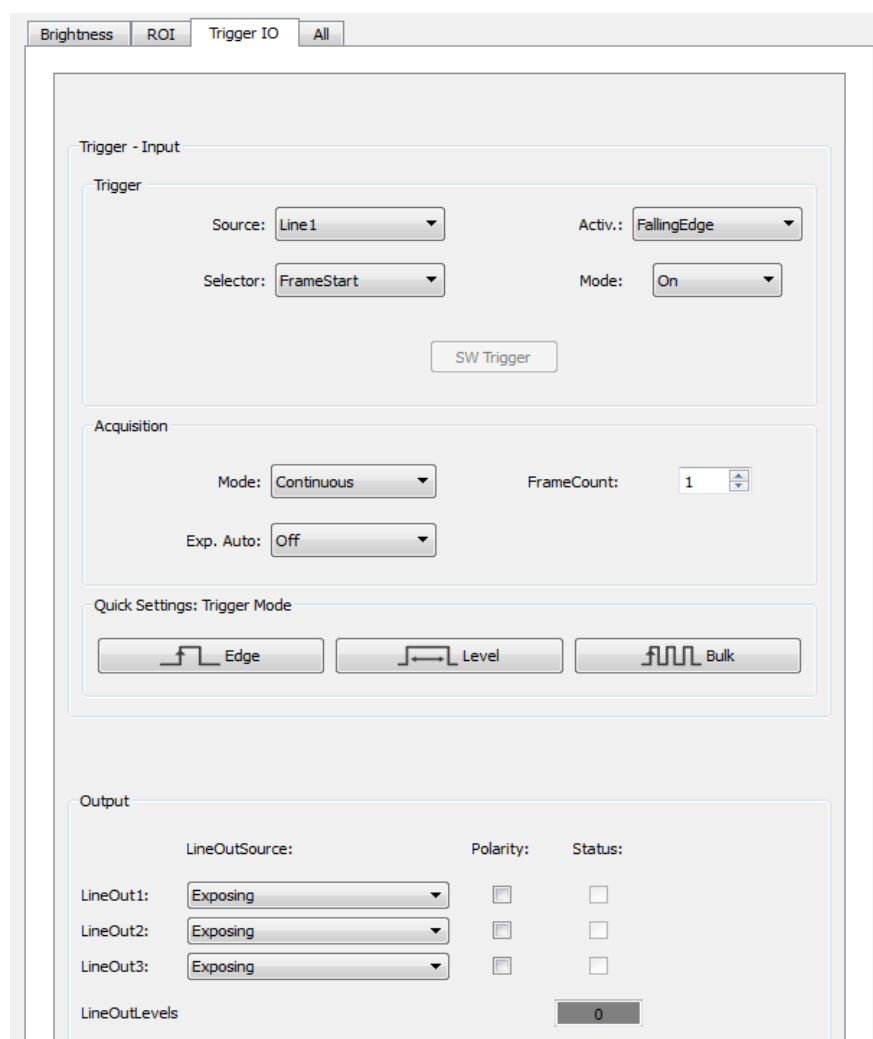 Brightness ROI Trigger IO All
Trigger - Input
Trigger
Source: Line1 Activ.: FallingEdge
Selector: FrameStart Mode: On
SW Trigger
Acquisition
Mode: Continuous FrameCount: 1
Exp. Auto: Off
Quick Settings: Trigger Mode
Edge Level Bulk
Output
LineOutSource: Polarity: Status:
LineOut1: Exposing
LineOut2: Exposing
LineOut3: Exposing
LineOutLevels 0